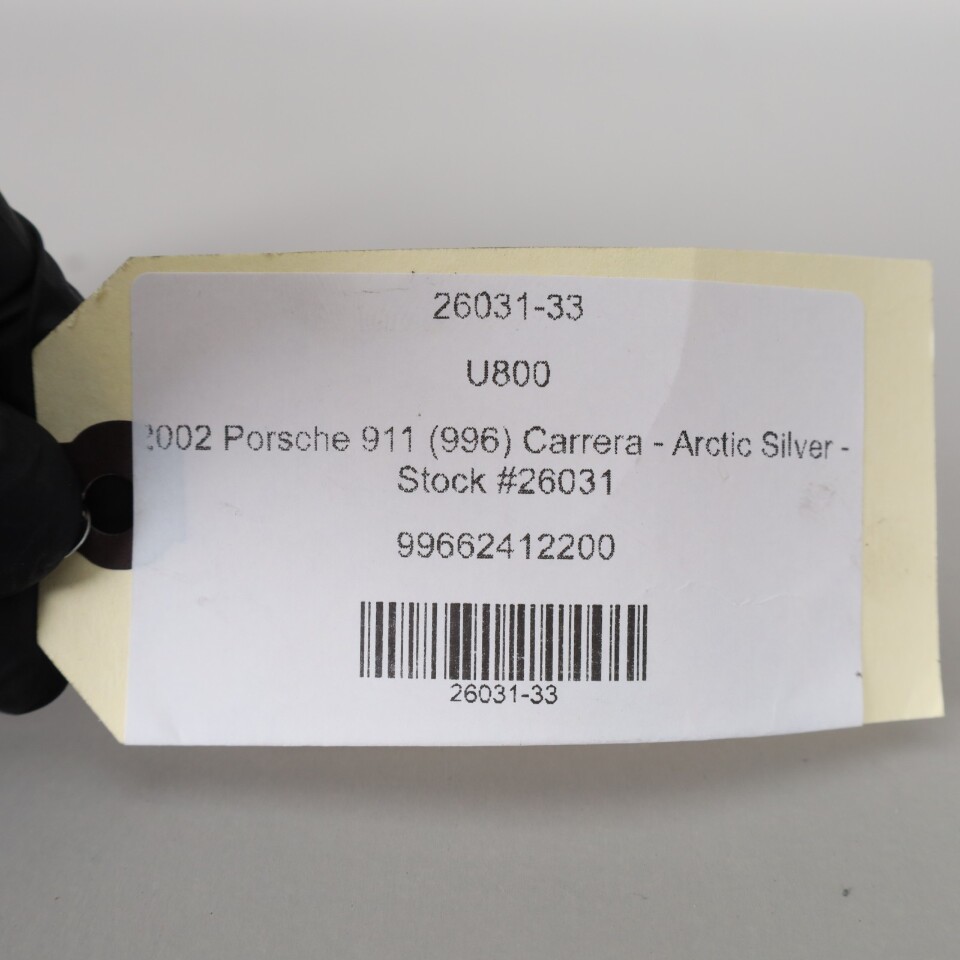 26031-33
U800
2002 Porsche 911 (996) Carrera - Arctic Silver -
Stock #26031
99662412200
26031-33